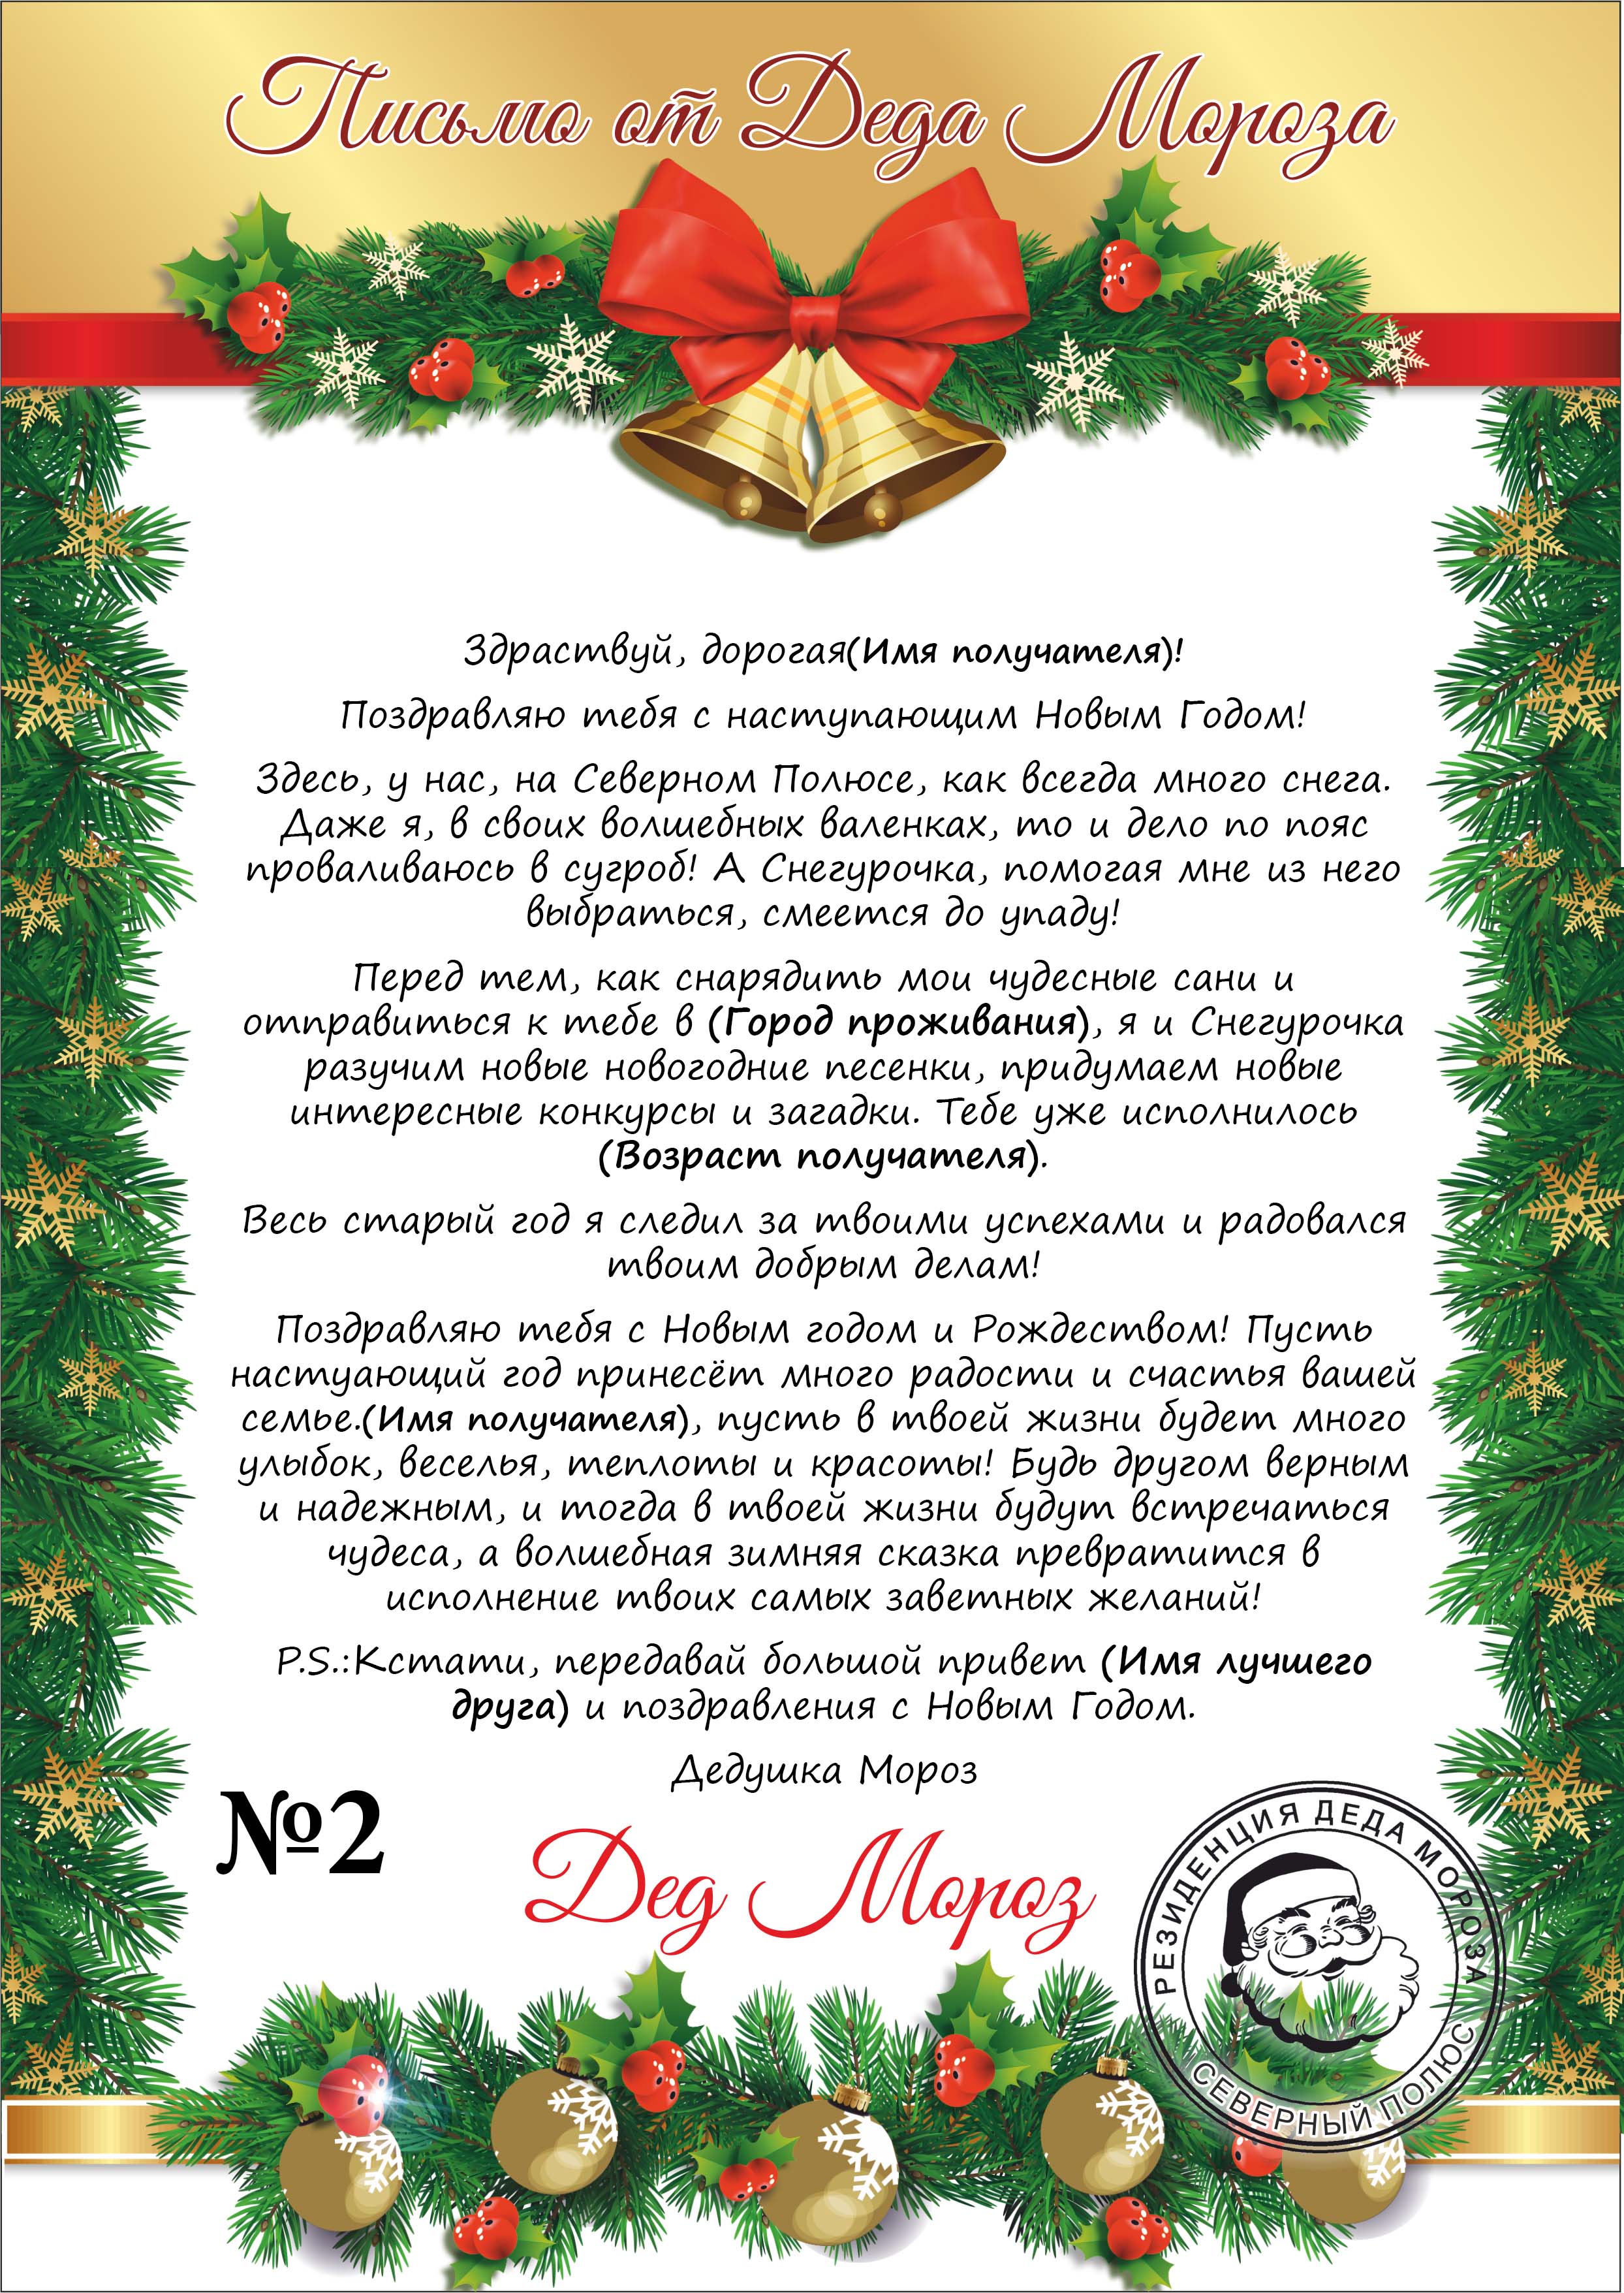 Письмо от Деда Мороза
Здраствуй, дорогая(Имя получателя)!
Поздравляю тебя с наступающим Новым Годом!
Здесь, у нас, на Северном Полюсе, как всегда много снега.
Даже я, в своих волшебных валенках, то и дело по пояс
проваливаюсь в сугроб! А Снегурочка, помогая мне из него
выбраться, смеется до упаду!
Перед тем, как снарядить мои чудесные сани и
отправиться к тебе в (Город проживания), я и Снегурочка
разучим новые новогодние песенки, придумаем новые
интересные конкурсы и загадки. Тебе уже исполнилось
(Возраст получателя).
Весь старый год я следил за твоими успехами и радовался
твоим добрым делам!
Поздравляю тебя с Новым годом и Рождеством! Пусть
настуающий год принесёт много радости и счастья вашей
семье.(Имя получателя), пусть в твоей жизни будет много
улыбок, веселья, теплоты и красоты! Будь другом верным
и надежным, и тогда в твоей жизни будут встречаться
чудеса, а волшебная зимняя сказка превратится в
исполнение твоих самых заветных желаний!
P.S.:Кстати, передавай большой привет (Имя лучшего
друга) и поздравления с Новым Годом.
Дедушка Мороз
№2
Дед Мороз
РЕЗИДЕНЦИЯ ДЕДА МОРОЗА
СЕВЕРНЫЙ ПОЛЮС